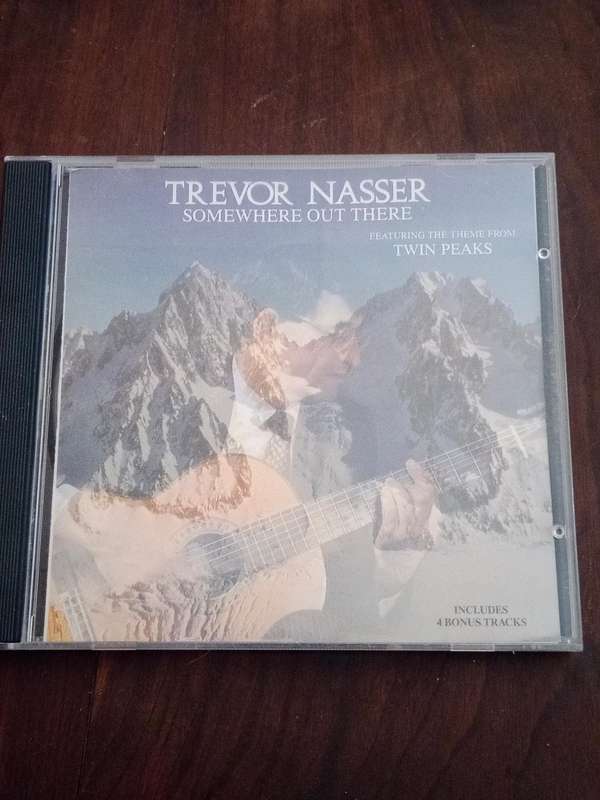 TREVOR NASSER
SOMEWHERE OUT THERE
FEATURING THE THEME FROM
TWIN PEAKS
INCLUDES
4 BONUS TRACKS